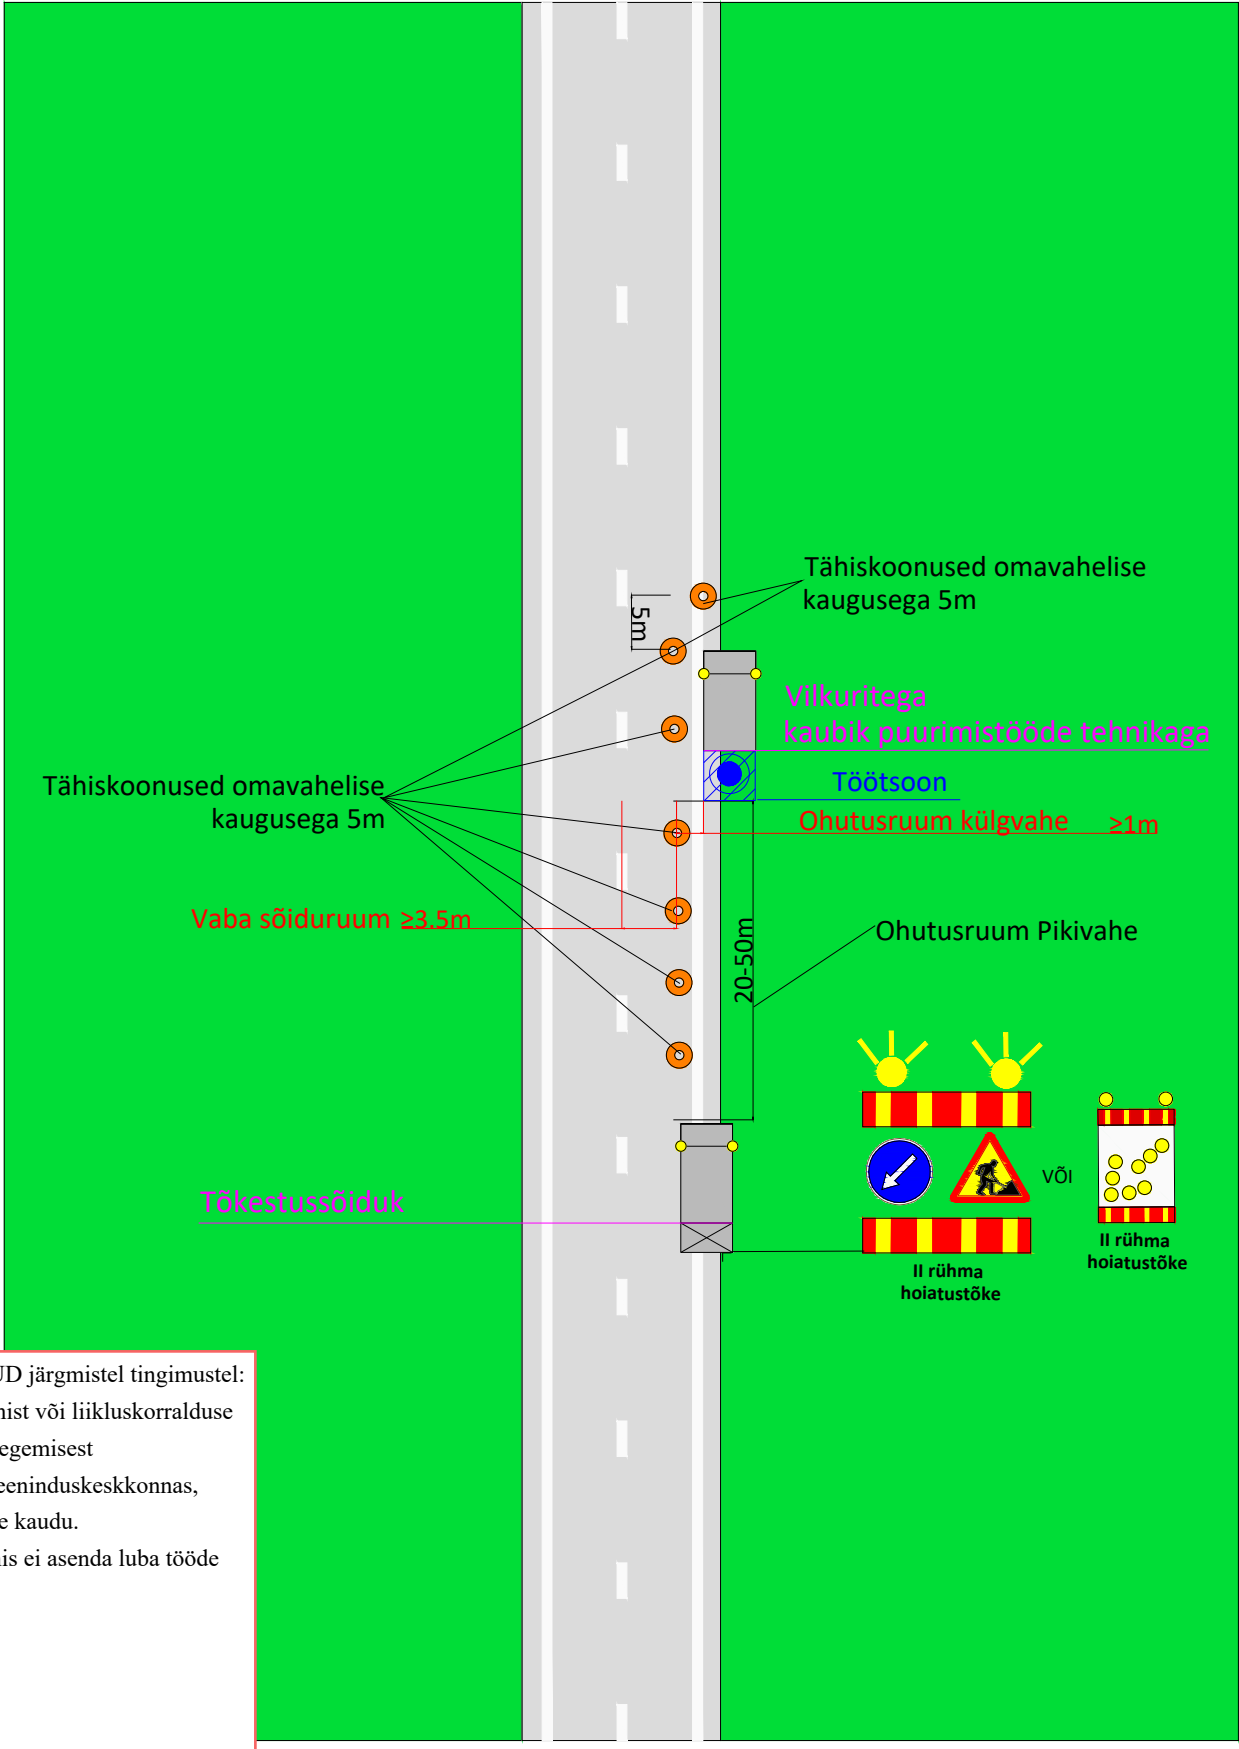 Tähiskoonused omavahelise
kaugusega 5m
5m
Vilkuritega
kaubik puurimistööde tehnikaga
Töötsoon
Tähiskoonused omavahelise
kaugusega 5m
Ohutusruum külgvahe ≥1m
Vaba sõiduruum ≥3.5m
20-50m
Ohutusruum Pikivahe
VÕI
Tõkestussõiduk
II rühma
hoiatustõke
II rühma
hoiatustõke
UD järgmistel tingimustel:
nist või liikluskorralduse
egemisest
eeninduskeskkonnas,
e kaudu.
nis ei asenda luba tööde